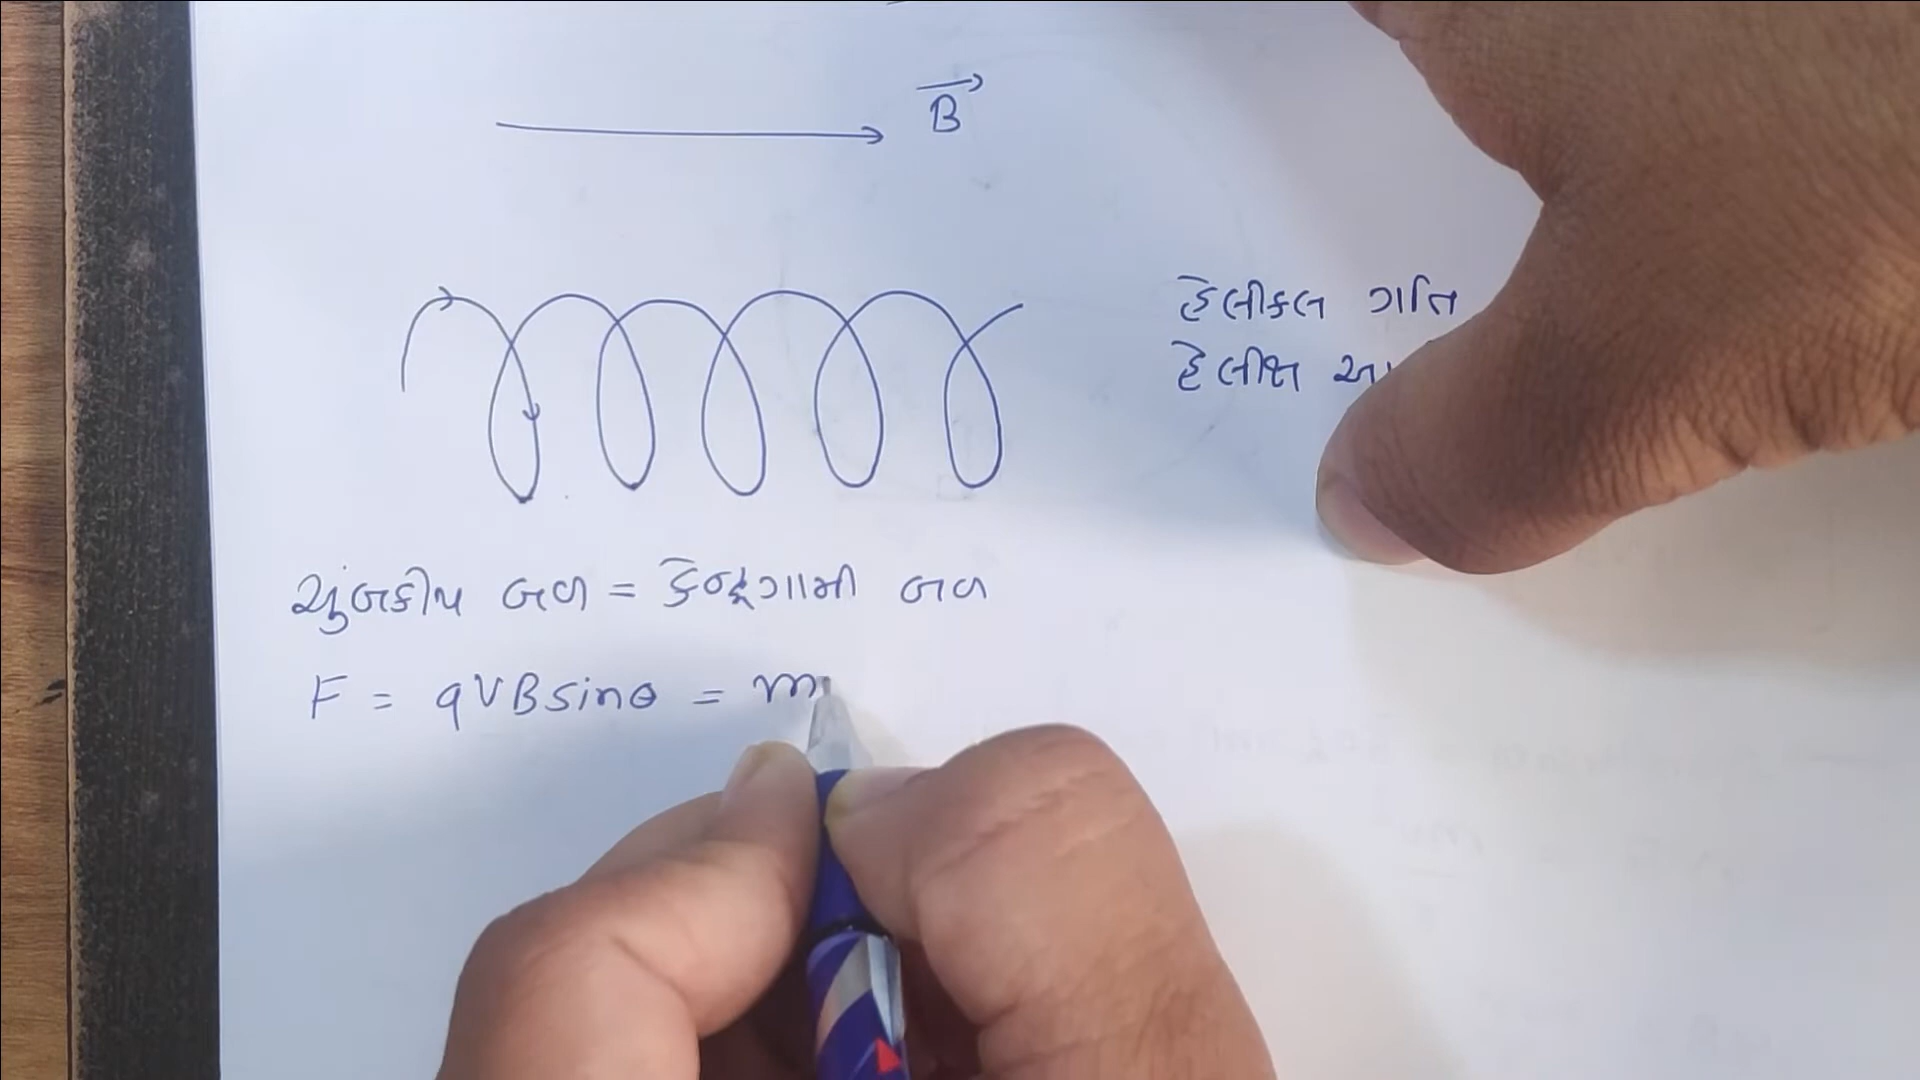 B
હેલીકલ ગતિ
હેલીક્ષ આ
ચુંબકીય બળ = કેન્દ્રગામી બળ
F = qVBsinθ = m